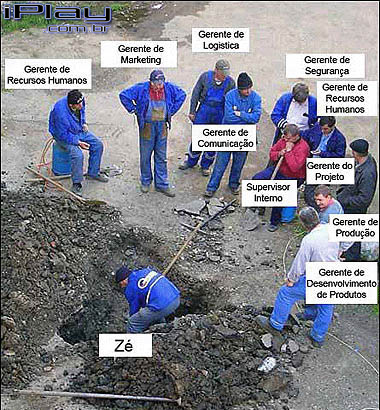 iPlay
.com.br
Gerente de
Recursos Humanos
Gerente de
Marketing
Gerente de
Logistica
Gerente de
Segurança
Gerente de
Recursos Humanos
Gerente de
Comunicação
Gerente do
Projeto
Supervisor
Interno
Gerente de
Produção
Gerente de
Desenvolvimento
de Produtos
Zé